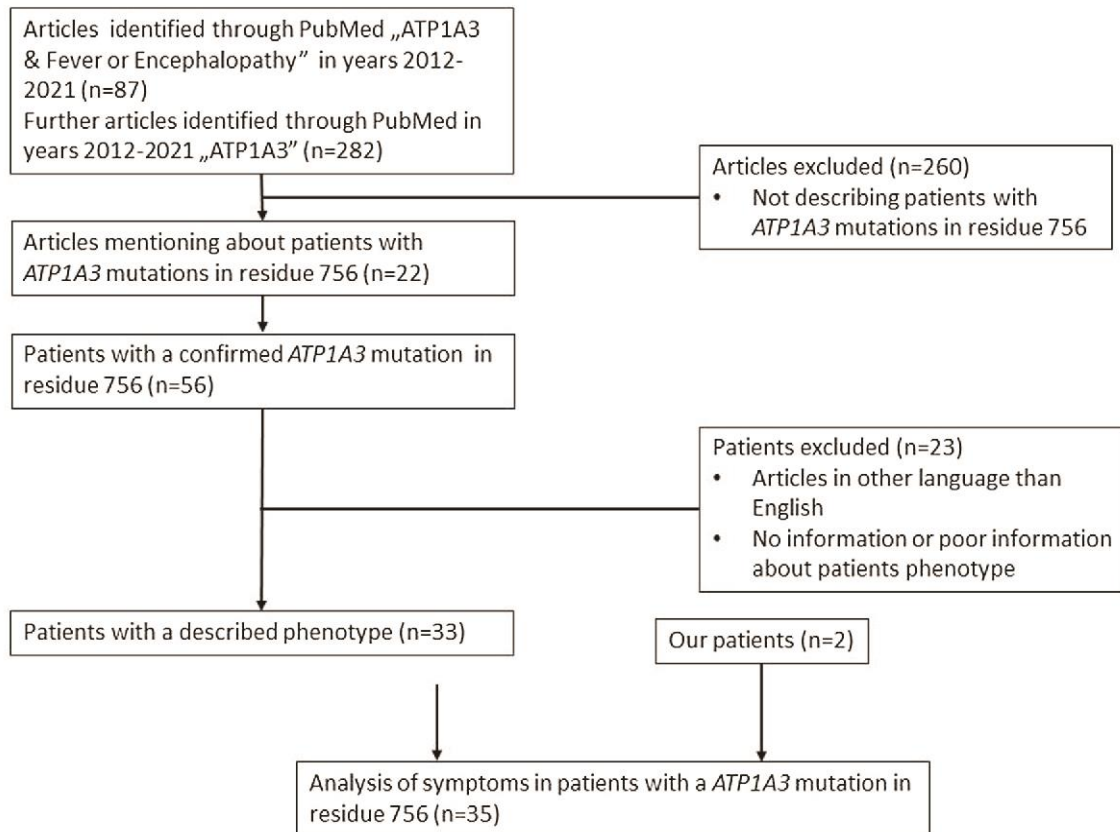 Articles identified through PubMed „ATP1A3
& Fever or Encephalopathy” in years 2012-
2021 (n=87)
Further articles identified through PubMed in
years 2012-2021 „ATP1A3” (n=282)
Articles excluded (n=260)
• Not describing patients with
ATP1A3 mutations in residue 756
Articles mentioning about patients with
ATP1A3 mutations in residue 756 (n=22)
Patients with a confirmed ATP1A3 mutation in
residue 756 (n=56)
Patients excluded (n=23)
• Articles in other language than
English
• No information or poor information
about patients phenotype
Patients with a described phenotype (n=33)
Our patients (n=2)
Analysis of symptoms in patients with a ATP1A3 mutation in
residue 756 (n=35)